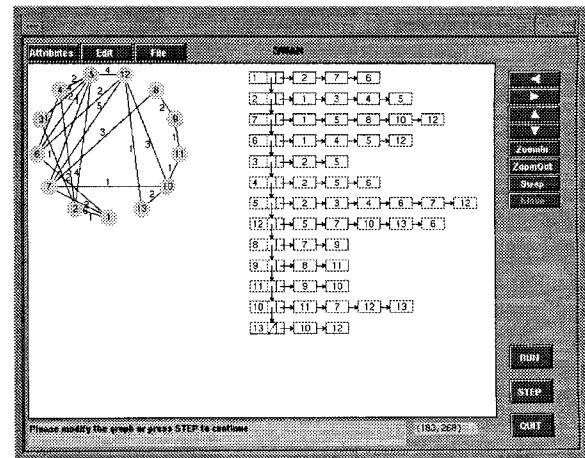 SWAN
Attributes Edit File
1 2 7 6
2 1 3 4 5
7 1 5 8 10 12
6 1 4 5 12
3 2 5
4 2 5 6
5 2 3 4 6 7 12
12 5 7 10 13 6
8 7 9
9 8 11
11 9 10
10 11 7 12 13
13 10 12
ZoomIn
ZoomOut
Swap
RUN
STEP
QUIT
Please modify the graph or press STEP to continue
(183, 268)